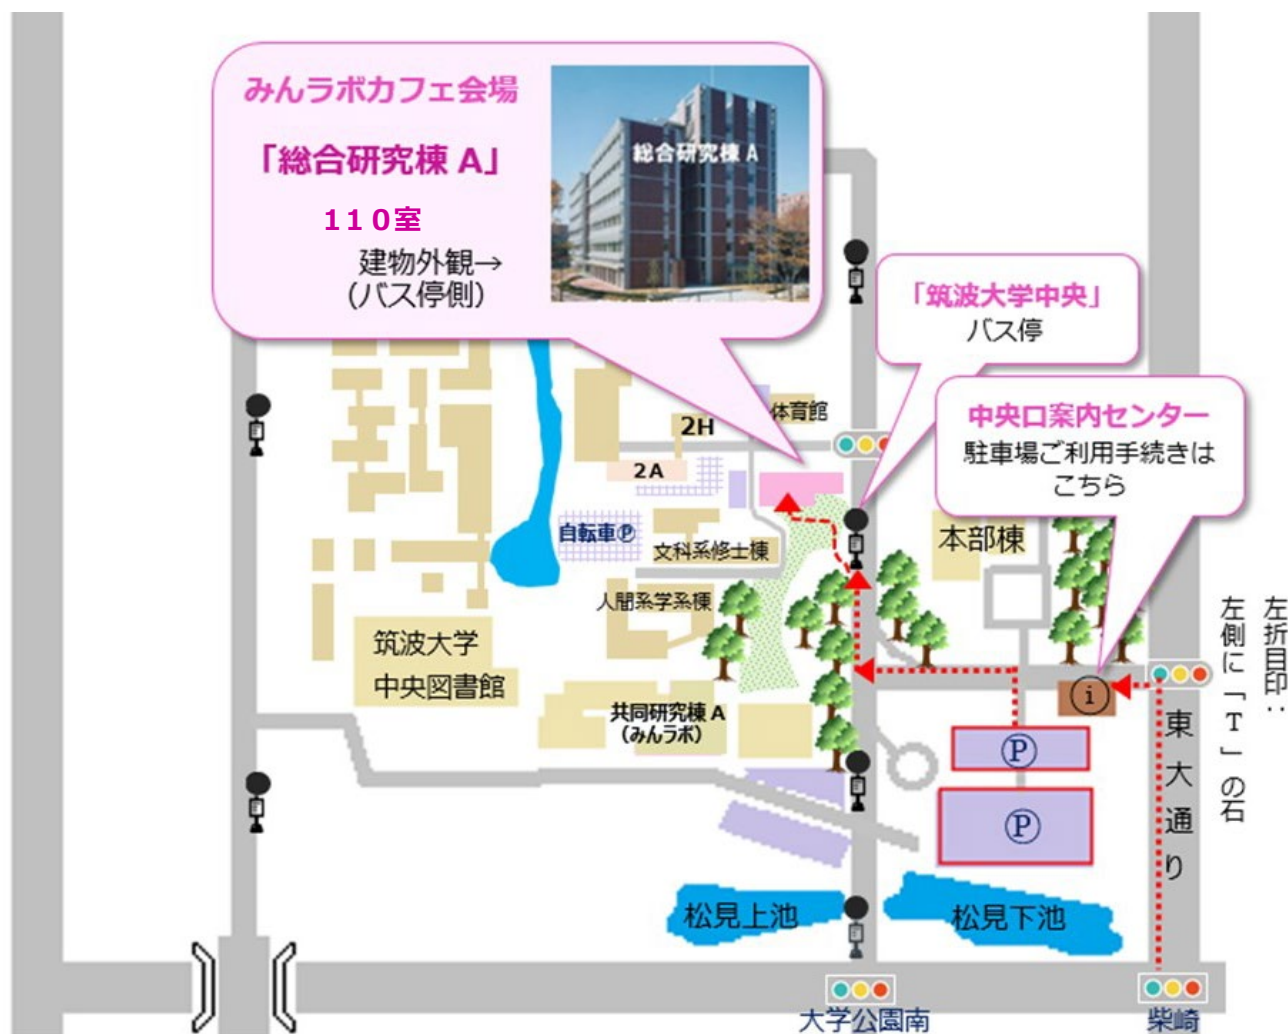 みんラボカフェ会場
「総合研究棟 A」
110室
建物外観→
(バス停側)
総合研究棟 A
「筑波大学中央」
バス停
中央口案内センター
駐車場ご利用手続きは
こちら
体育館
2H
2A
自転車Ⓟ
文科系修士棟
本部棟
人間系学系棟
筑波大学
中央図書館
共同研究棟 A
(みんラボ)
i
Ⓟ
Ⓟ
東大通り
左折目印：
左側に「T」の石
松見上池
松見下池
大学公園南
柴崎